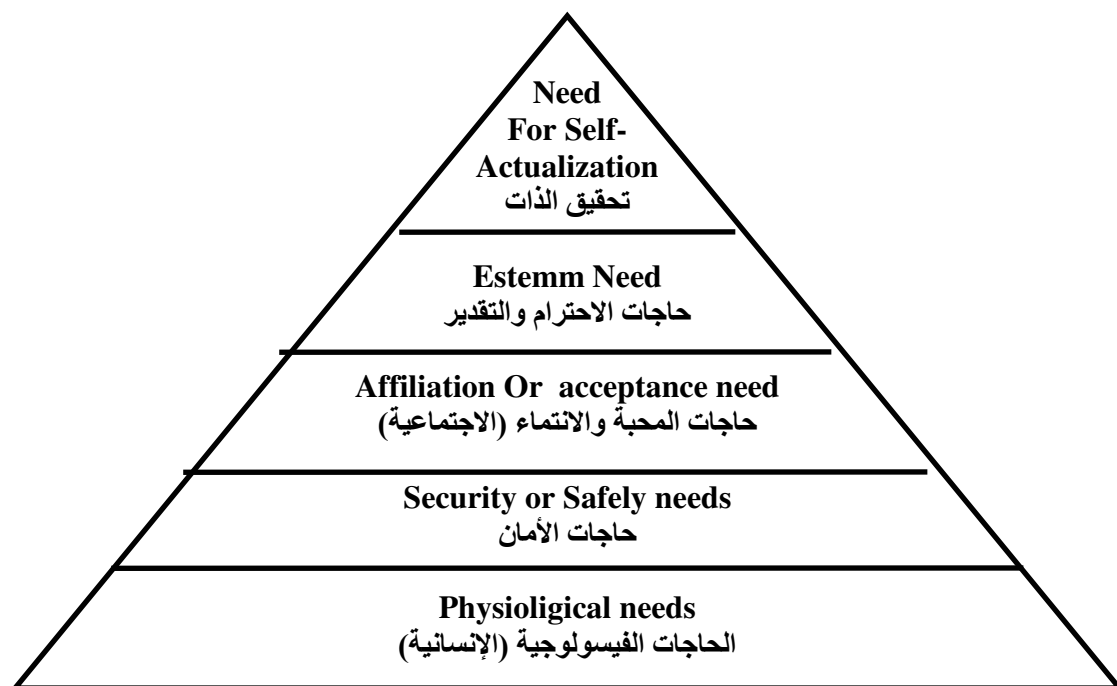 Need
For Self-
Actualization
تحقيق الذات
Estemm Need
حاجات الاحترام والتقدير
Affiliation Or acceptance need
حاجات المحبة والانتماء (الاجتماعية)
Security or Safely needs
حاجات الأمان
Physioligical needs
الحاجات الفيسولوجية (الإنسانية)